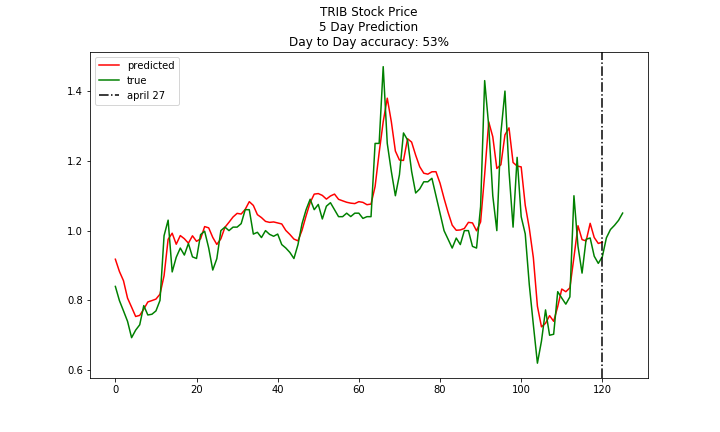 TRIB Stock Price
5 Day Prediction
Day to Day accuracy: 53%
predicted
true
april 27
1.4
1.2
1.0
0.8
0.6
0 20 40 60 80 100 120